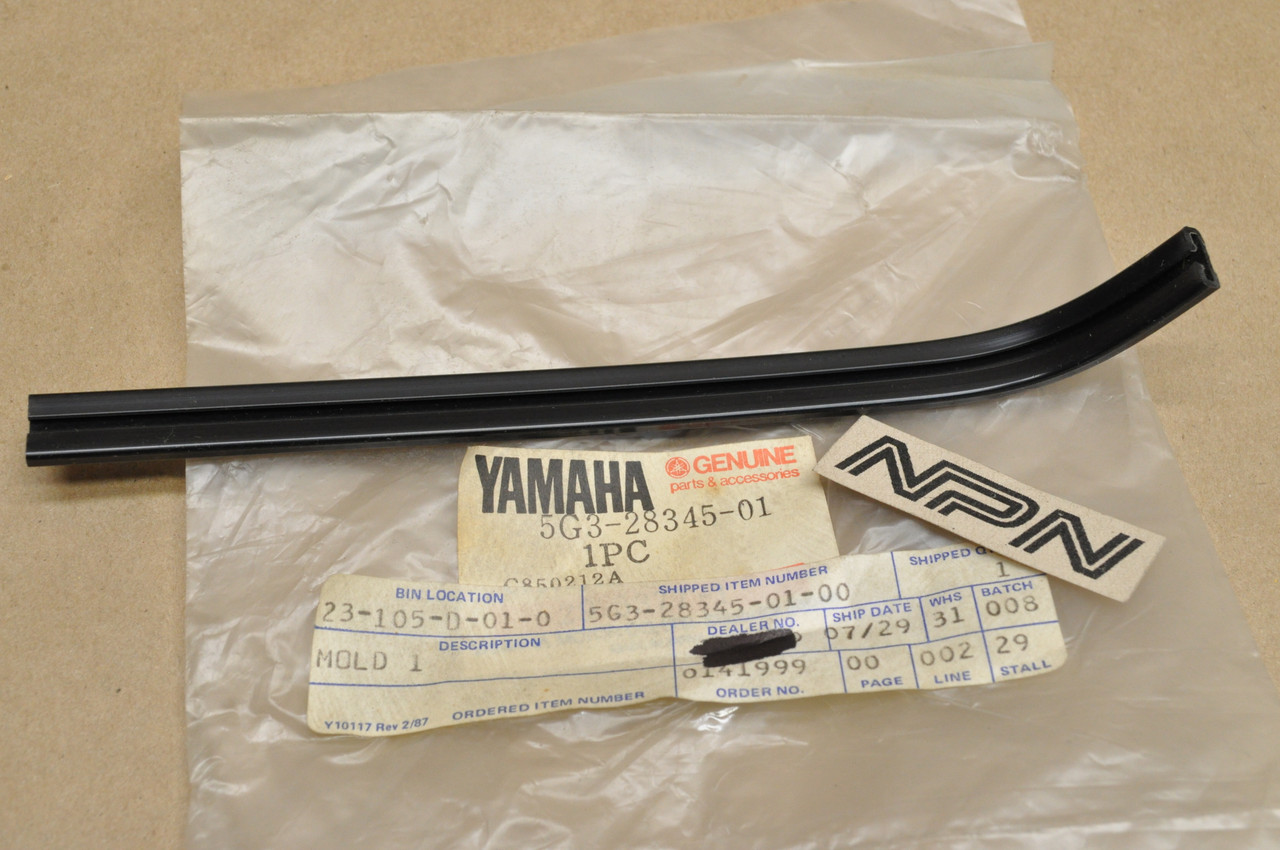 YAMAHA
GENUINE
parts & accessories
5G3-28345-01
1PC
C850212A
NPN
BIN LOCATION
SHIPPED ITEM NUMBER
SHIPPED
23-105-D-01-0
5G3-28345-01-00
1
DESCRIPTION
DEALER NO.
SHIP DATE
WHS
BATCH
07/29
31
008
MOLD 1
0141999
00
002
29
Y10117 Rev 2/87
ORDERED ITEM NUMBER
ORDER NO.
PAGE
LINE
STALL